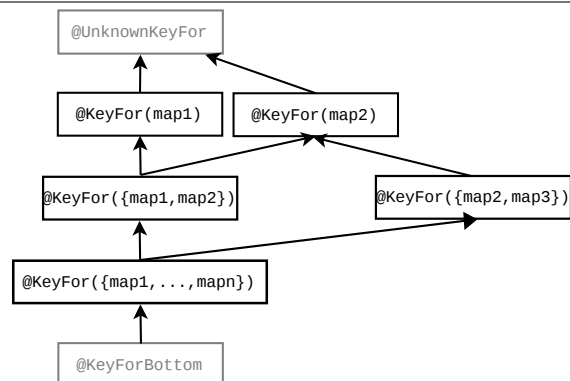 @UnknownKeyFor
@KeyFor(map1)
@KeyFor(map2)
@KeyFor({map1,map2})
@KeyFor({map2,map3})
@KeyFor({map1,...,mapn})
@KeyForBottom